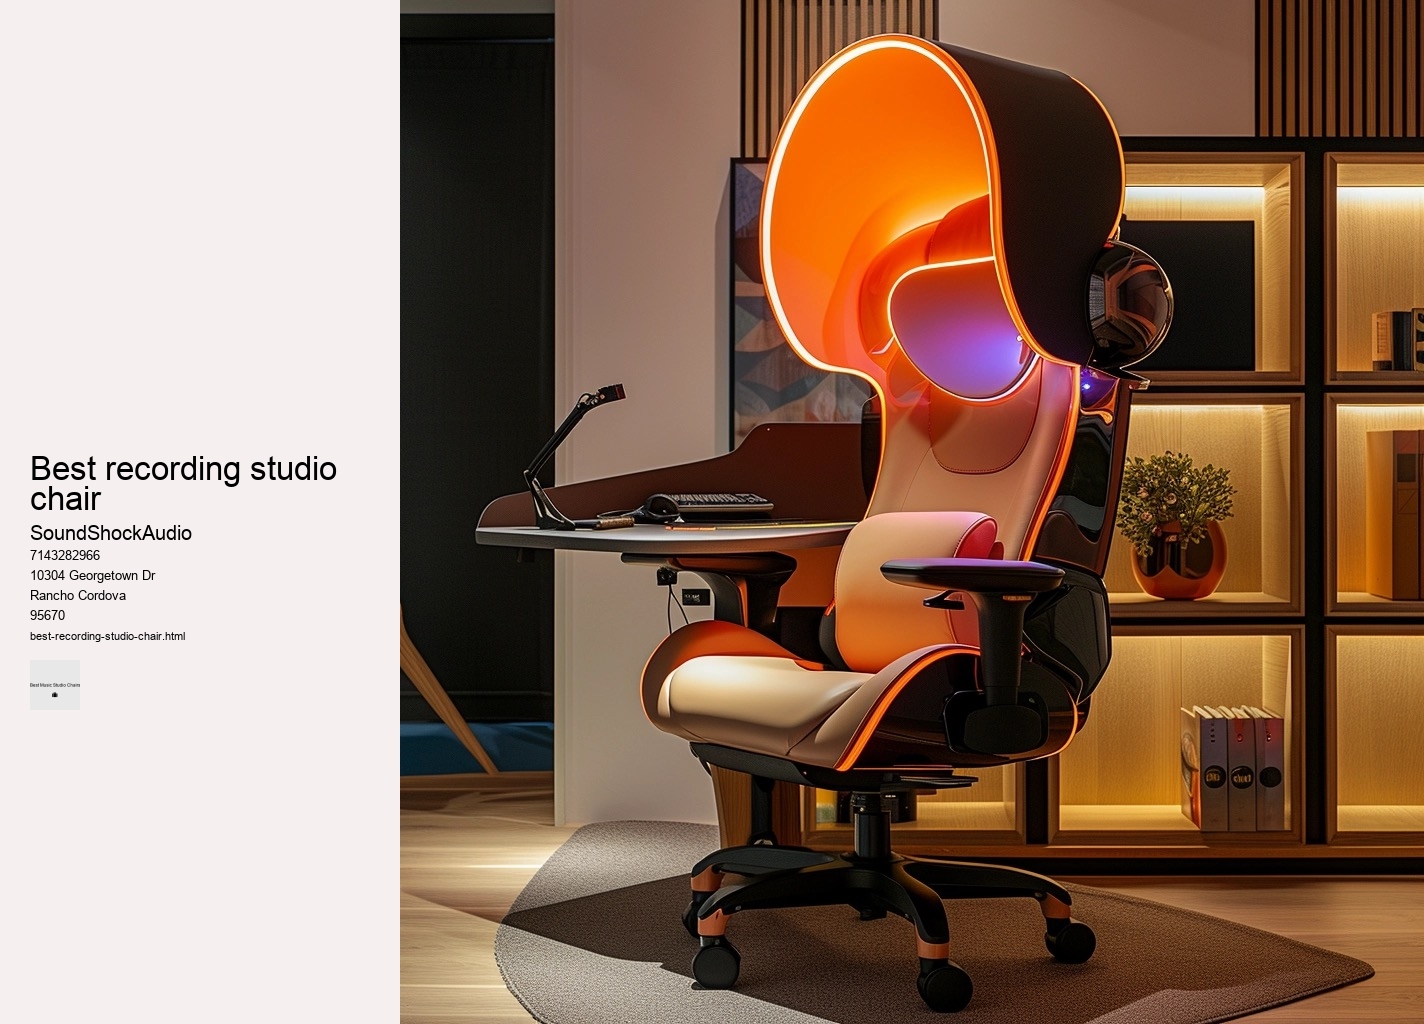 Best recording studio
chair
SoundShockAudio
7143282966
10304 Georgetown Dr
Rancho Cordova
95670
best-recording-studio-chair.html
Best Music Studio Chairs